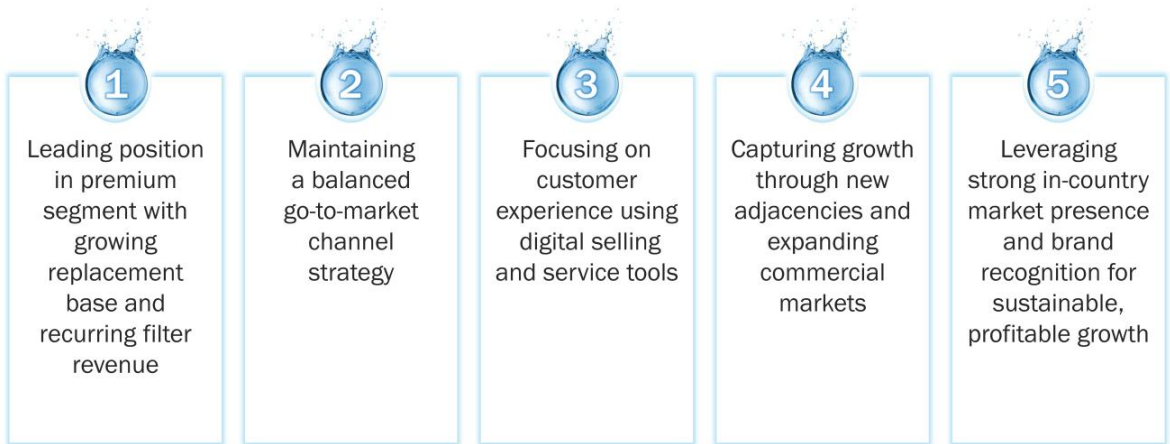 1
Leading position
in premium
segment with
growing
replacement
base and
recurring filter
revenue
2
Maintaining
a balanced
go-to-market
channel
strategy
3
Focusing on
customer
experience using
digital selling
and service tools
4
Capturing growth
through new
adjacencies and
expanding
commercial
markets
5
Leveraging
strong in-country
market presence
and brand
recognition for
sustainable,
profitable growth